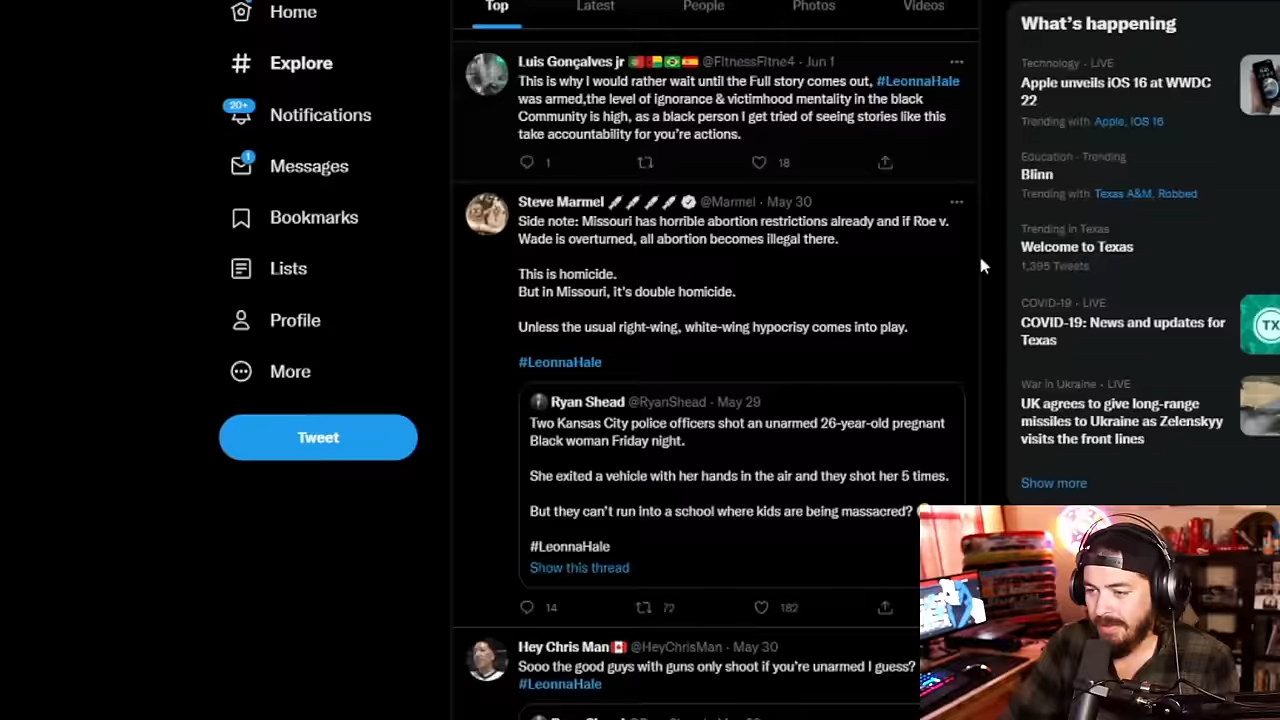 Home
Explore
20+
Notifications
1
Messages
Bookmarks
Lists
Profile
More
Tweet
Top
Latest
People
Photos
Videos
Luis Gonçalves jr 🇵🇹🇬🇼🇧🇷🇪🇸 @FItnessFItne4 · Jun 1
This is why I would rather wait until the Full story comes out, #LeonnaHale
was armed,the level of ignorance & victimhood mentality in the black
Community is high, as a black person I get tried of seeing stories like this
take accountability for you're actions.
1
18
Steve Marmel @Marmel · May 30
Side note: Missouri has horrible abortion restrictions already and if Roe v.
Wade is overturned, all abortion becomes illegal there.
This is homicide.
But in Missouri, it's double homicide.
Unless the usual right-wing, white-wing hypocrisy comes into play.
#LeonnaHale
Ryan Shead @RyanShead · May 29
Two Kansas City police officers shot an unarmed 26-year-old pregnant
Black woman Friday night.
She exited a vehicle with her hands in the air and they shot her 5 times.
But they can't run into a school where kids are being massacred?
#LeonnaHale
Show this thread
14
72
182
Hey Chris Man🇨🇦 @HeyChrisMan · May 30
Sooo the good guys with guns only shoot if you're unarmed I guess?
#LeonnaHale
What's happening
Technology · LIVE
Apple unveils iOS 16 at WWDC
22
Trending with Apple, iOS 16
Education · Trending
Blinn
Trending with Texas A&M, Robbed
Trending in Texas
Welcome to Texas
1,395 Tweets
COVID-19 · LIVE
COVID-19: News and updates for
Texas
TX
War in Ukraine · LIVE
UK agrees to give long-range
missiles to Ukraine as Zelenskyy
visits the front lines
Show more